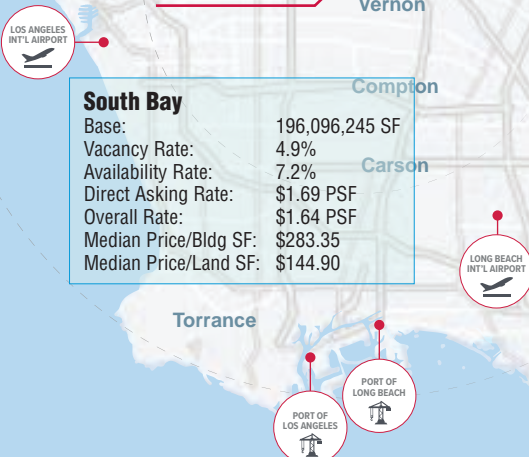 Vernon
LOS ANGELES
INT'L AIRPORT
Compton
South Bay
Base: 196,096,245 SF
Vacancy Rate: 4.9%
Availability Rate: 7.2%
Direct Asking Rate: $1.69 PSF
Overall Rate: $1.64 PSF
Median Price/Bldg SF: $283.35
Median Price/Land SF: $144.90
Carson
LONG BEACH
INT'L AIRPORT
Torrance
PORT OF
LONG BEACH
PORT OF
LOS ANGELES